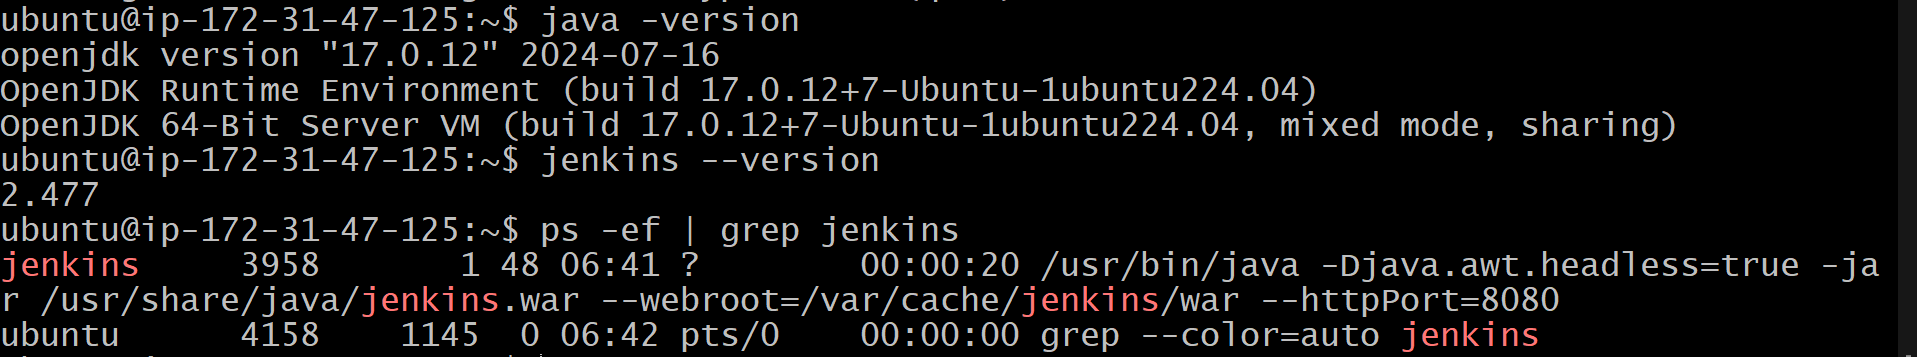 ubuntu@ip-172-31-47-125:~$ java -version
openjdk version "17.0.12" 2024-07-16
OpenJDK Runtime Environment (build 17.0.12+7-Ubuntu-1ubuntu224.04)
OpenJDK 64-Bit Server VM (build 17.0.12+7-Ubuntu-1ubuntu224.04, mixed mode, sharing)
ubuntu@ip-172-31-47-125:~$ jenkins --version
2.477
ubuntu@ip-172-31-47-125:~$ ps -ef | grep jenkins
jenkins     3958       1 48 06:41 ?        00:00:20 /usr/bin/java -Djava.awt.headless=true -ja
r /usr/share/java/jenkins.war --webroot=/var/cache/jenkins/war --httpPort=8080
ubuntu      4158    1145  0 06:42 pts/0    00:00:00 grep --color=auto jenkins